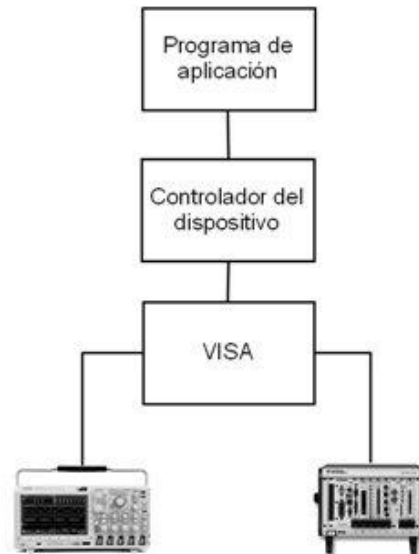 Programa de
aplicación
Controlador del
dispositivo
VISA